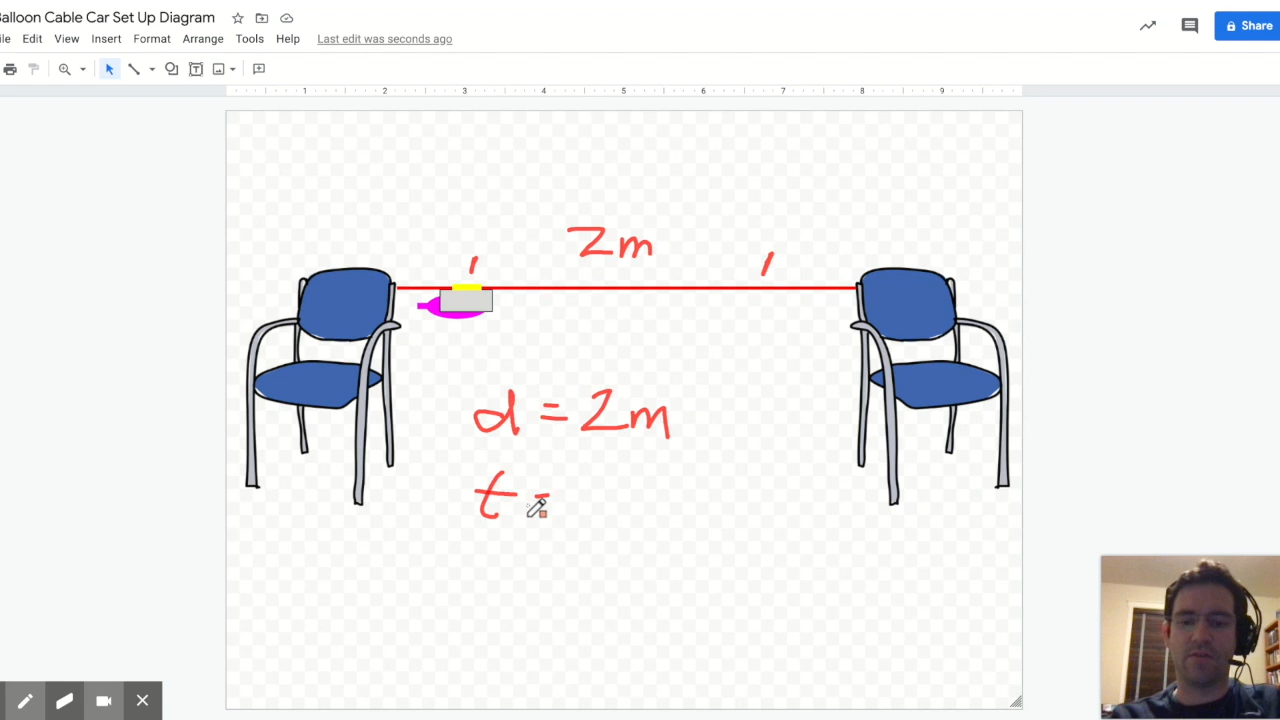 Balloon Cable Car Set Up Diagram
File Edit View Insert Format Arrange Tools Help Last edit was seconds ago
Share
1 2 3 4 5 6 7 8 9
2m
d = 2m
t =